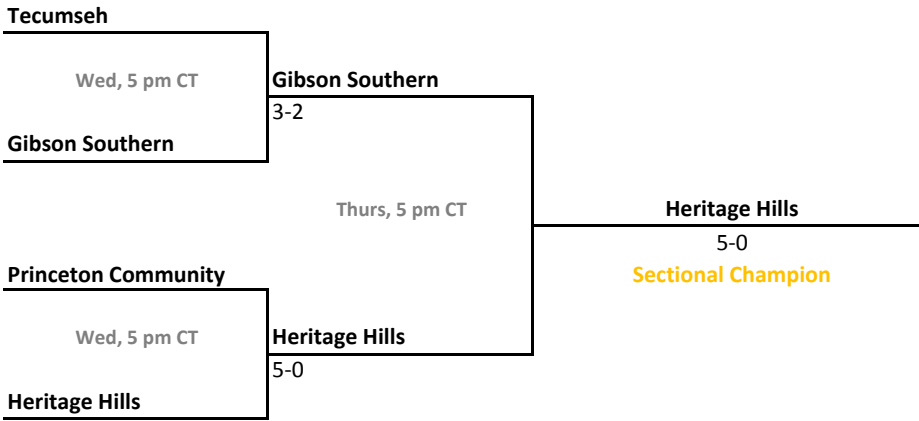 Tecumseh
Wed, 5 pm CT
Gibson Southern
3-2
Gibson Southern
Thurs, 5 pm CT
Heritage Hills
5-0
Sectional Champion
Princeton Community
Wed, 5 pm CT
Heritage Hills
5-0
Heritage Hills